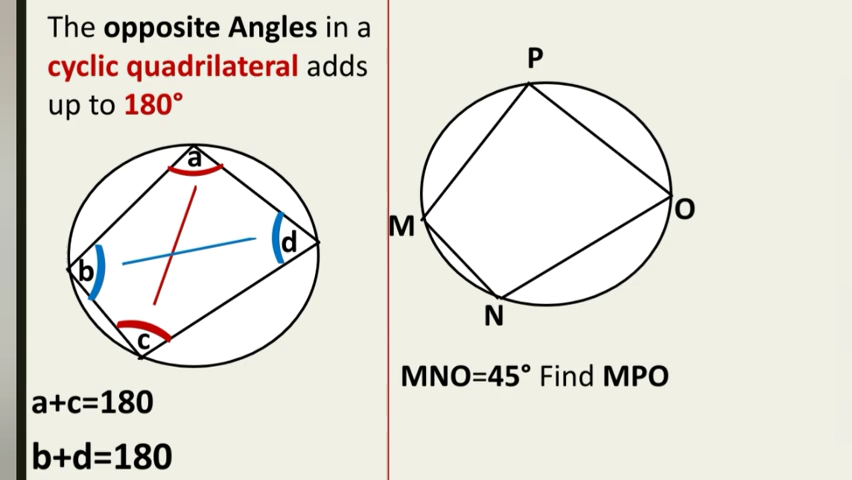 The opposite Angles in a
cyclic quadrilateral adds
up to 180°
a
b
d
c
a+c=180
b+d=180
P
M
O
N
MNO=45° Find MPO